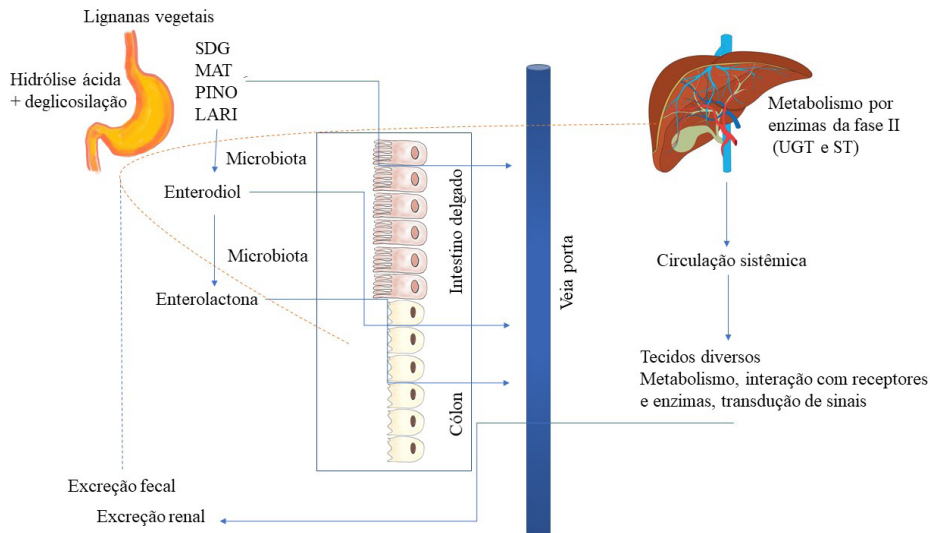 Lignanas vegetais
Hidrólise ácida
+ deglicosilação
SDG
MAT
PINO
LARI
Microbiota
Enterodiol
Microbiota
Enterolactona
Intestino delgado
Cólon
Veia porta
Metabolismo por
enzimas da fase II
(UGT e ST)
Circulação sistêmica
Tecidos diversos
Metabolismo, interação com receptores
e enzimas, transdução de sinais
Excreção fecal
Excreção renal